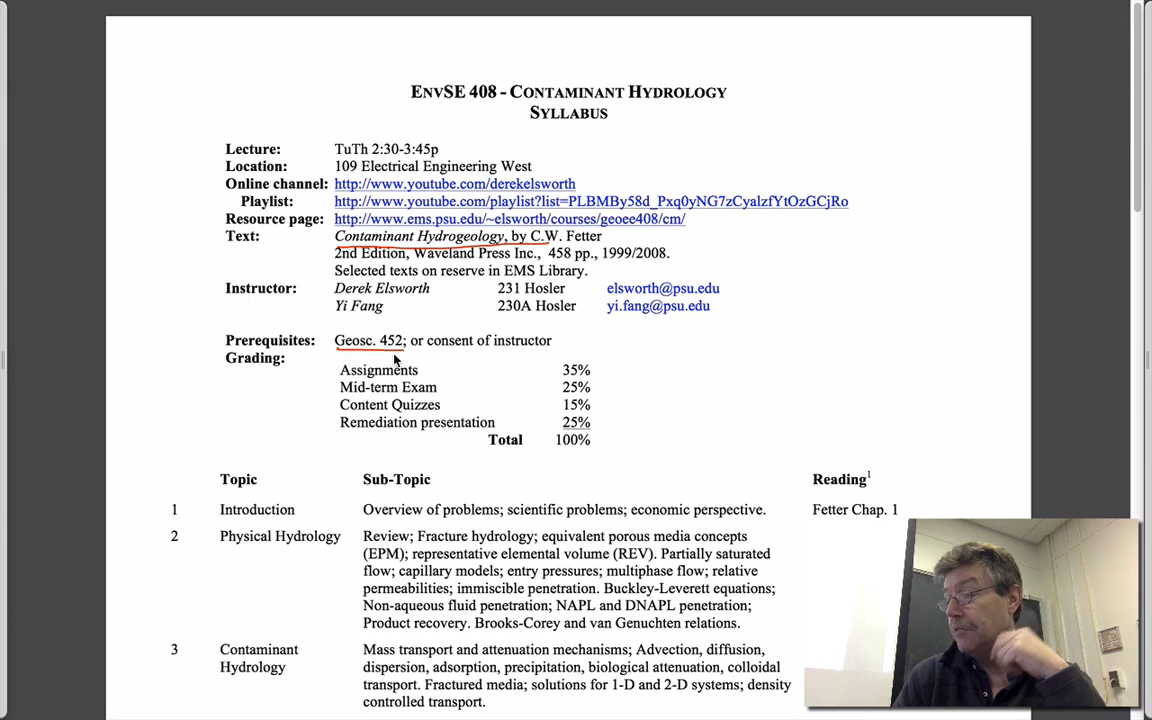 ENVSE 408 - CONTAMINANT HYDROLOGY
SYLLABUS
Lecture: TuTh 2:30-3:45p
Location: 109 Electrical Engineering West
Online channel: http://www.youtube.com/derekelsworth
Playlist: http://www.youtube.com/playlist?list=PLBMBy58d_Pxq0yNG7zCyalzfYtOzGCjRo
Resource page: http://www.ems.psu.edu/~elsworth/courses/geoee408/cm/
Text: Contaminant Hydrogeology, by C.W. Fetter
2nd Edition, Waveland Press Inc., 458 pp., 1999/2008.
Selected texts on reserve in EMS Library.
Instructor: Derek Elsworth 231 Hosler elsworth@psu.edu
Yi Fang 230A Hosler yi.fang@psu.edu
Prerequisites: Geosc. 452; or consent of instructor
Grading:
Assignments 35%
Mid-term Exam 25%
Content Quizzes 15%
Remediation presentation 25%
Total 100%
Topic Sub-Topic Reading1
1 Introduction Overview of problems; scientific problems; economic perspective. Fetter Chap. 1
2 Physical Hydrology Review; Fracture hydrology; equivalent porous media concepts
(EPM); representative elemental volume (REV). Partially saturated
flow; capillary models; entry pressures; multiphase flow; relative
permeabilities; immiscible penetration. Buckley-Leverett equations;
Non-aqueous fluid penetration; NAPL and DNAPL penetration;
Product recovery. Brooks-Corey and van Genuchten relations.
3 Contaminant Mass transport and attenuation mechanisms; Advection, diffusion,
Hydrology dispersion, adsorption, precipitation, biological attenuation, colloidal
transport. Fractured media; solutions for 1-D and 2-D systems; density
controlled transport.